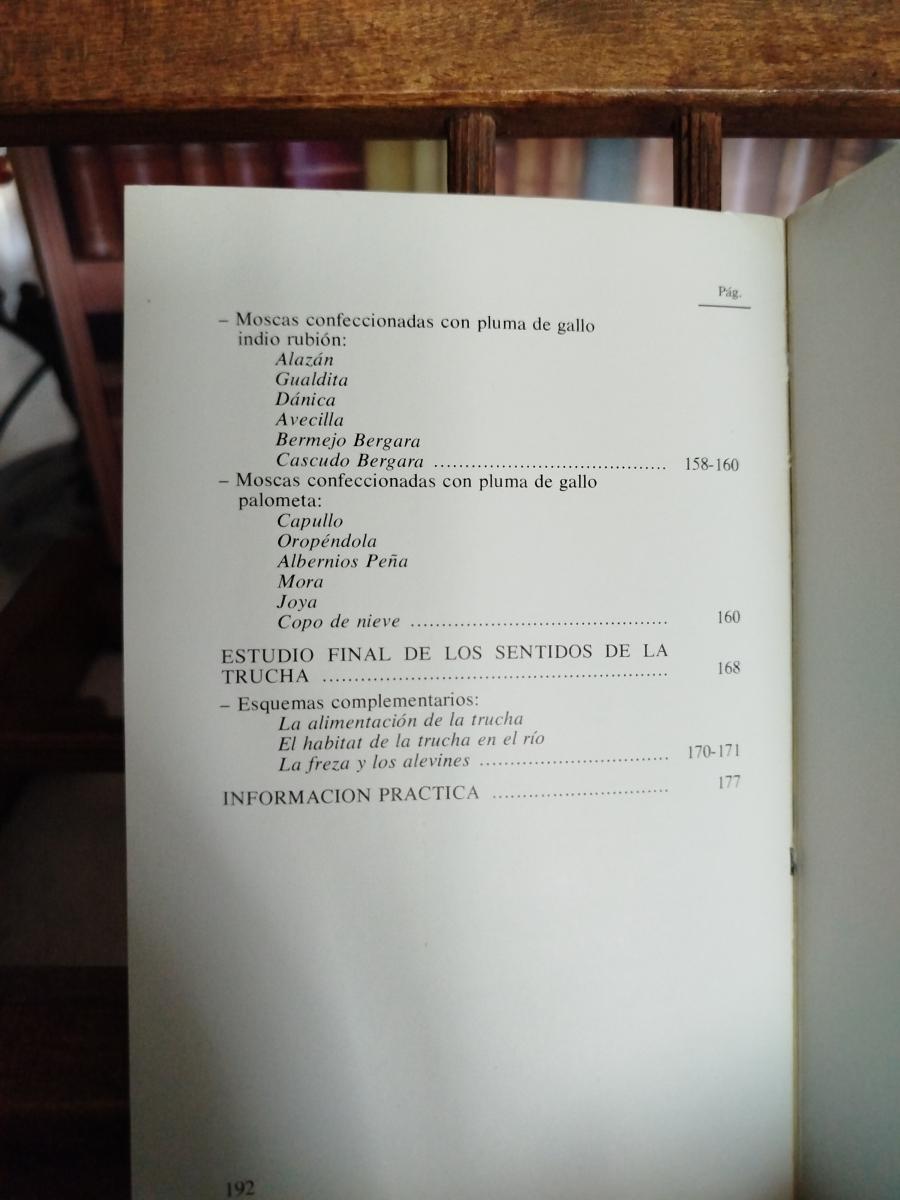 Pág.
– Moscas confeccionadas con pluma de gallo
indio rubión:
Alazán
Gualdita
Dánica
Avecilla
Bermejo Bergara
Cascudo Bergara ...................................... 158-160
– Moscas confeccionadas con pluma de gallo
palometa:
Capullo
Oropéndola
Albernios Peña
Mora
Joya
Copo de nieve .......................................... 160
ESTUDIO FINAL DE LOS SENTIDOS DE LA
TRUCHA ........................................................ 168
– Esquemas complementarios:
La alimentación de la trucha
El habitat de la trucha en el río
La freza y los alevines ............................... 170-171
INFORMACION PRACTICA ............................. 177
192